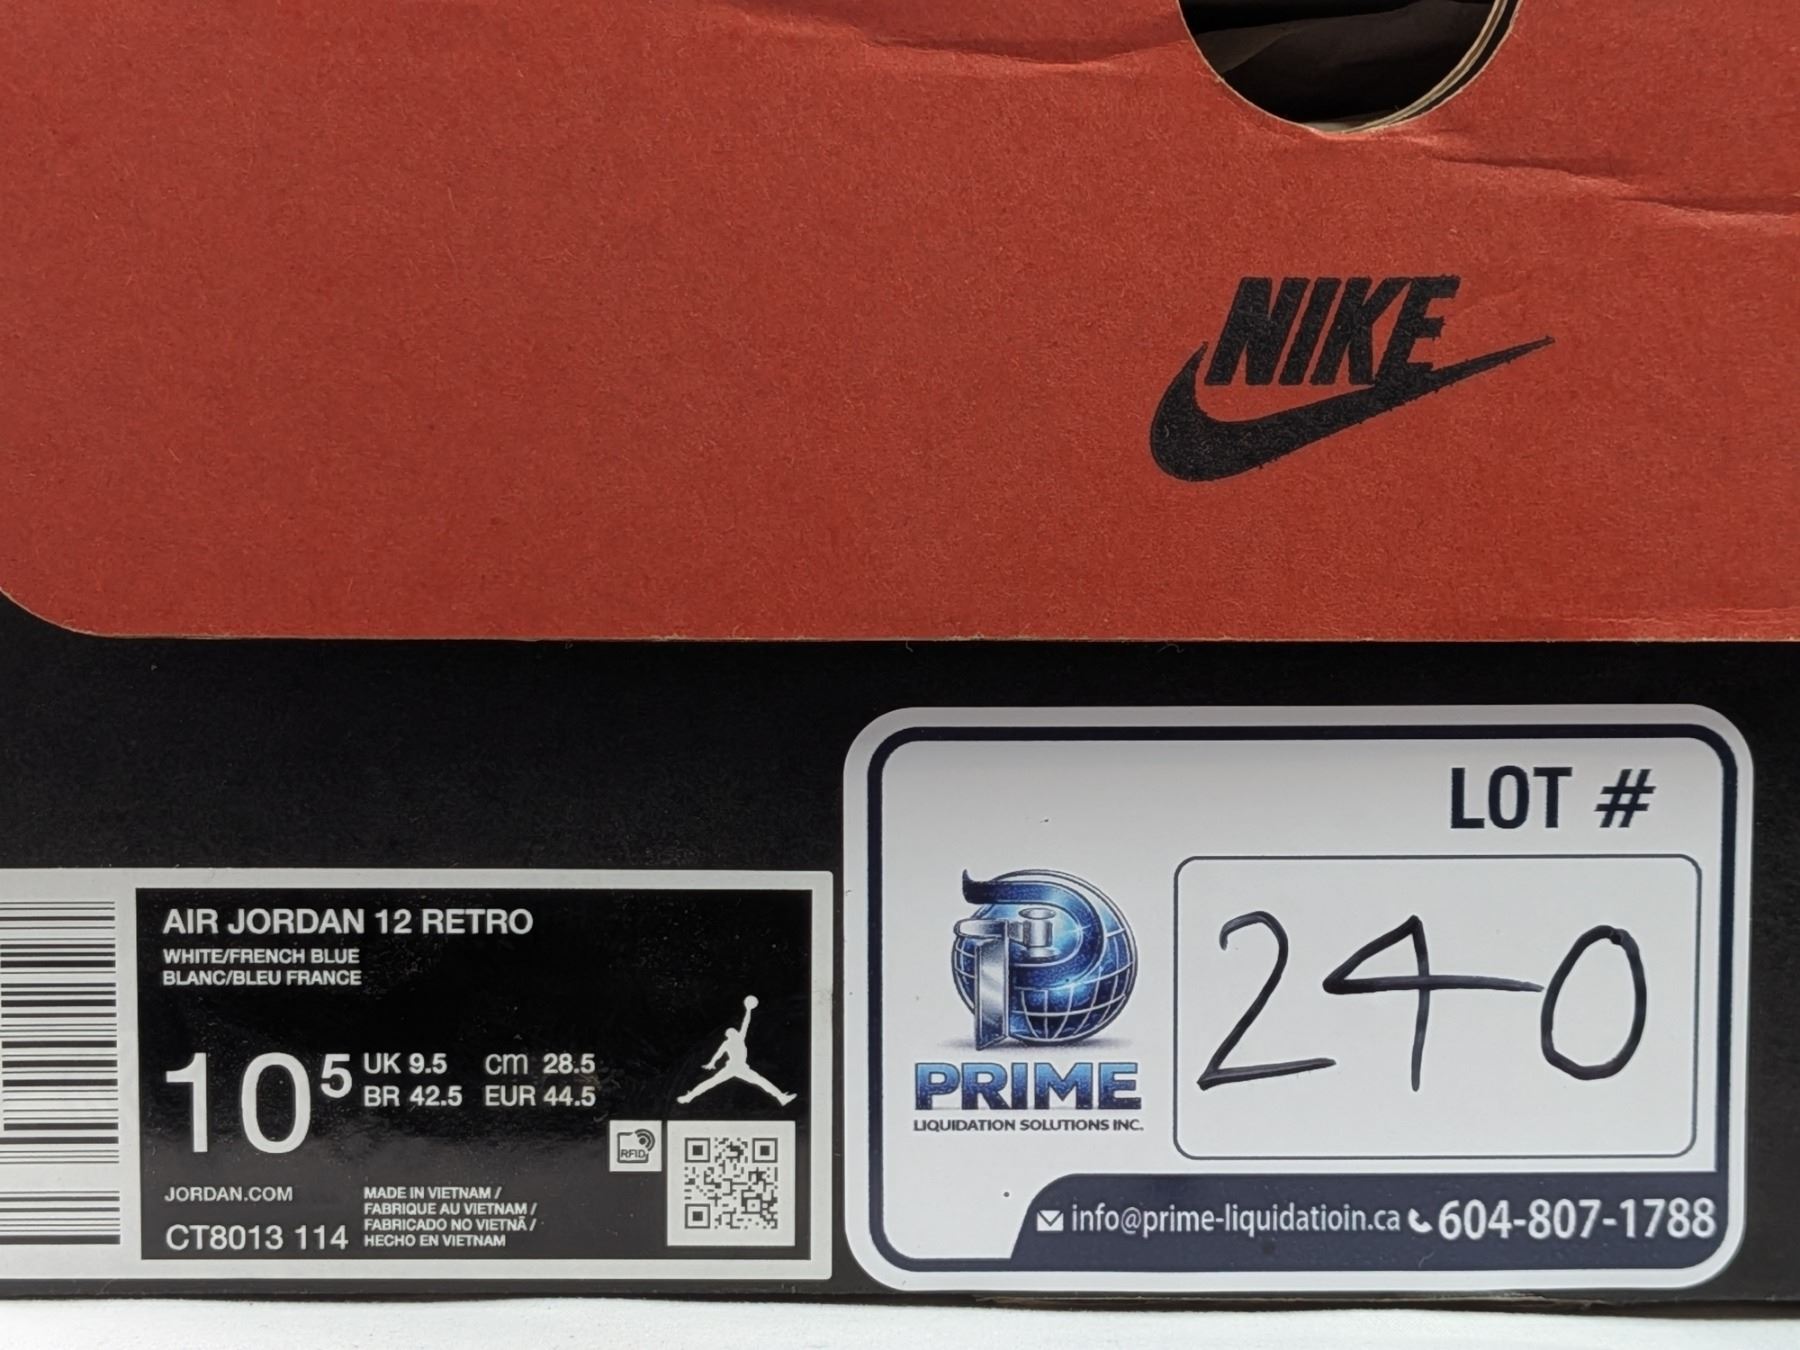 NIKE
AIR JORDAN 12 RETRO
WHITE/FRENCH BLUE
BLANC/BLEU FRANCE
10 5 UK 9.5 cm 28.5
BR 42.5 EUR 44.5
RFID
JORDAN.COM
CT8013 114
MADE IN VIETNAM /
FABRIQUE AU VIETNAM /
FABRICADO NO VIETNÃ /
HECHO EN VIETNAM
LOT #
240
PRIME
LIQUIDATION SOLUTIONS INC.
info@prime-liquidatioin.ca 604-807-1788